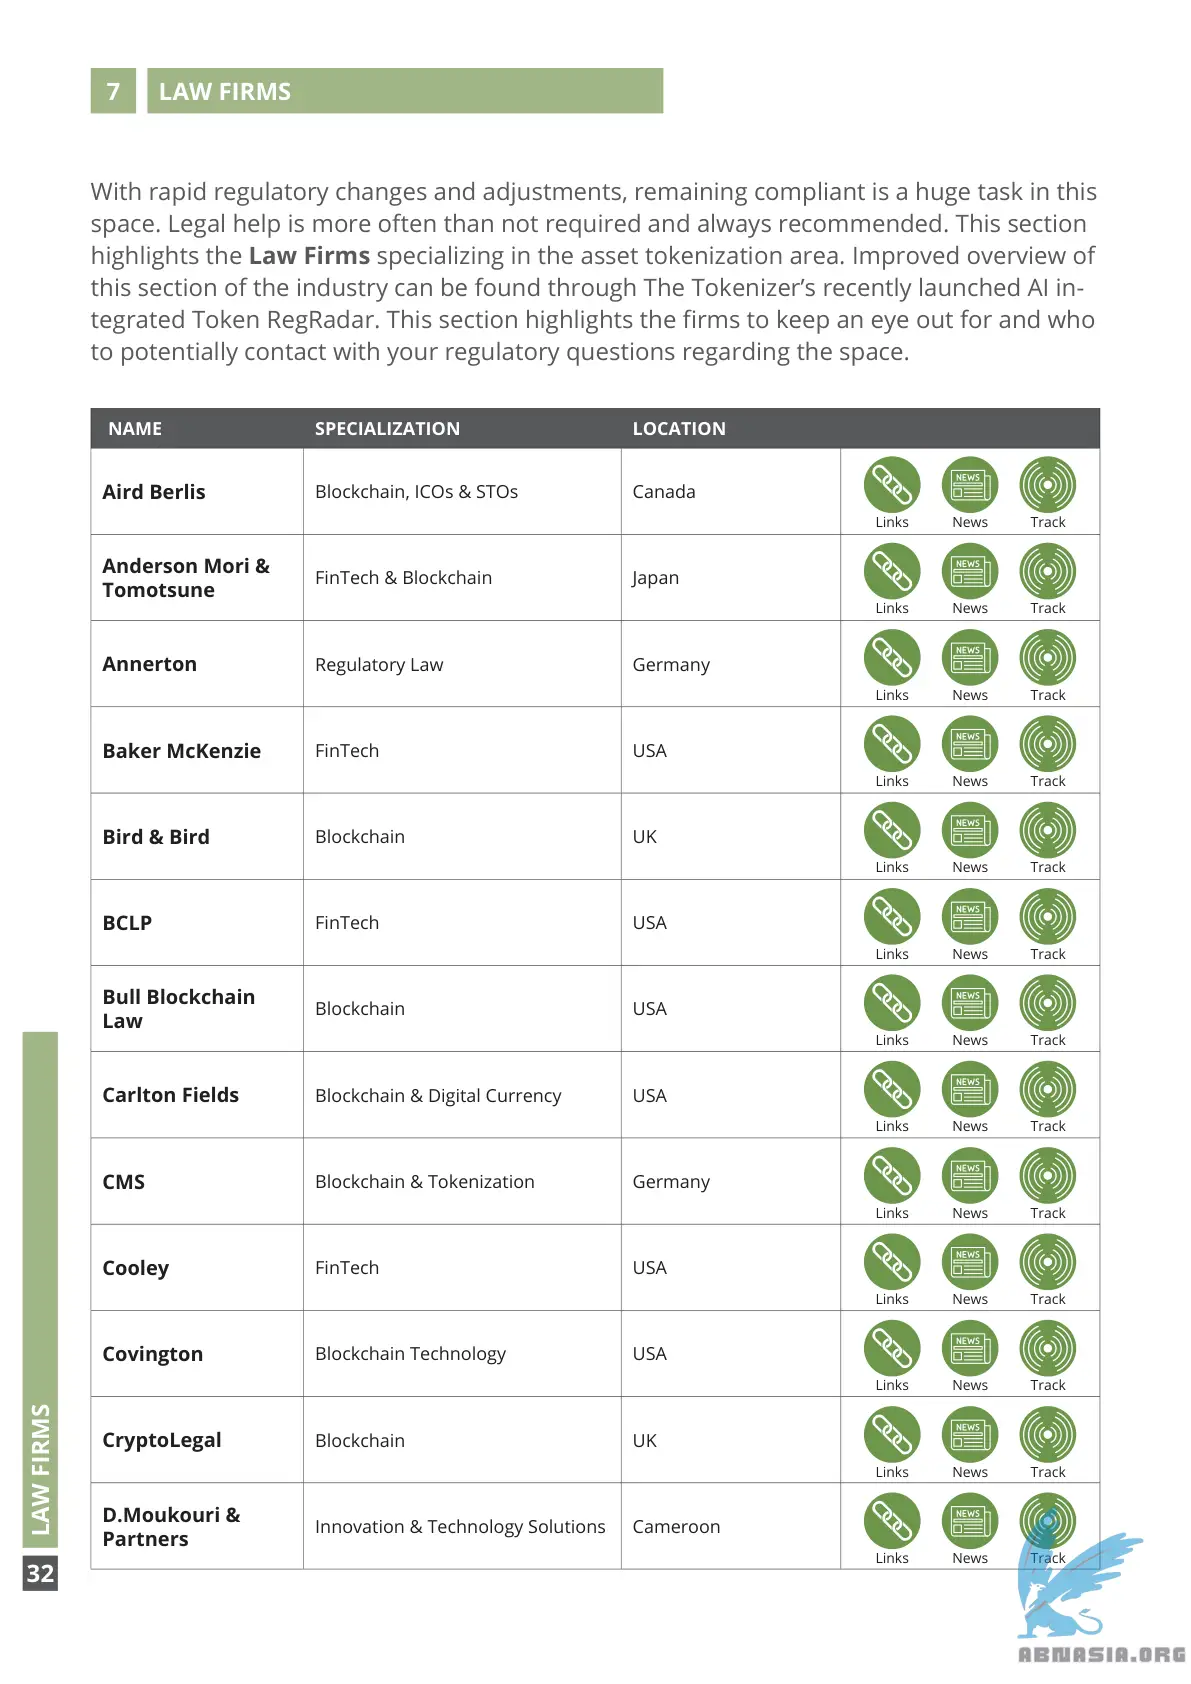 7 LAW FIRMS
With rapid regulatory changes and adjustments, remaining compliant is a huge task in this
space. Legal help is more often than not required and always recommended. This section
highlights the Law Firms specializing in the asset tokenization area. Improved overview of
this section of the industry can be found through The Tokenizer’s recently launched AI in-
tegrated Token RegRadar. This section highlights the firms to keep an eye out for and who
to potentially contact with your regulatory questions regarding the space.
NAME SPECIALIZATION LOCATION
Aird Berlis Blockchain, ICOs & STOs Canada
NEWS
Links News Track
Anderson Mori &
Tomotsune FinTech & Blockchain Japan
NEWS
Links News Track
Annerton Regulatory Law Germany
NEWS
Links News Track
Baker McKenzie FinTech USA
NEWS
Links News Track
Bird & Bird Blockchain UK
NEWS
Links News Track
BCLP FinTech USA
NEWS
Links News Track
Bull Blockchain
Law Blockchain USA
NEWS
Links News Track
Carlton Fields Blockchain & Digital Currency USA
NEWS
Links News Track
CMS Blockchain & Tokenization Germany
NEWS
Links News Track
Cooley FinTech USA
NEWS
Links News Track
Covington Blockchain Technology USA
NEWS
Links News Track
CryptoLegal Blockchain UK
NEWS
Links News Track
D.Moukouri &
Partners Innovation & Technology Solutions Cameroon
NEWS
Links News Track
LAW FIRMS
32
ABNASIA.ORG